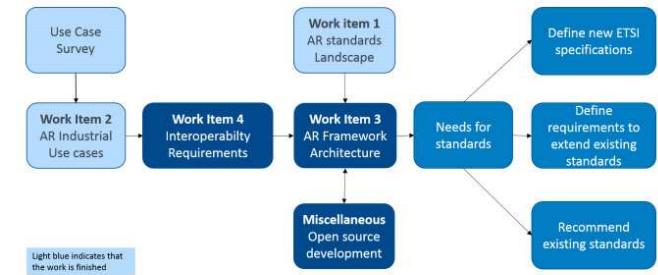 Use Case
Survey
Work item 1
AR standards
Landscape
Define new ETSI
specifications
Work Item 2
AR Industrial
Use cases
Work Item 4
Interoperabilty
Requirements
Work Item 3
AR Framework
Architecture
Needs for
standards
Define
requirements to
extend existing
standards
Miscellaneous
Open source
development
Recommend
existing standards
Light blue indicates that
the work is finished